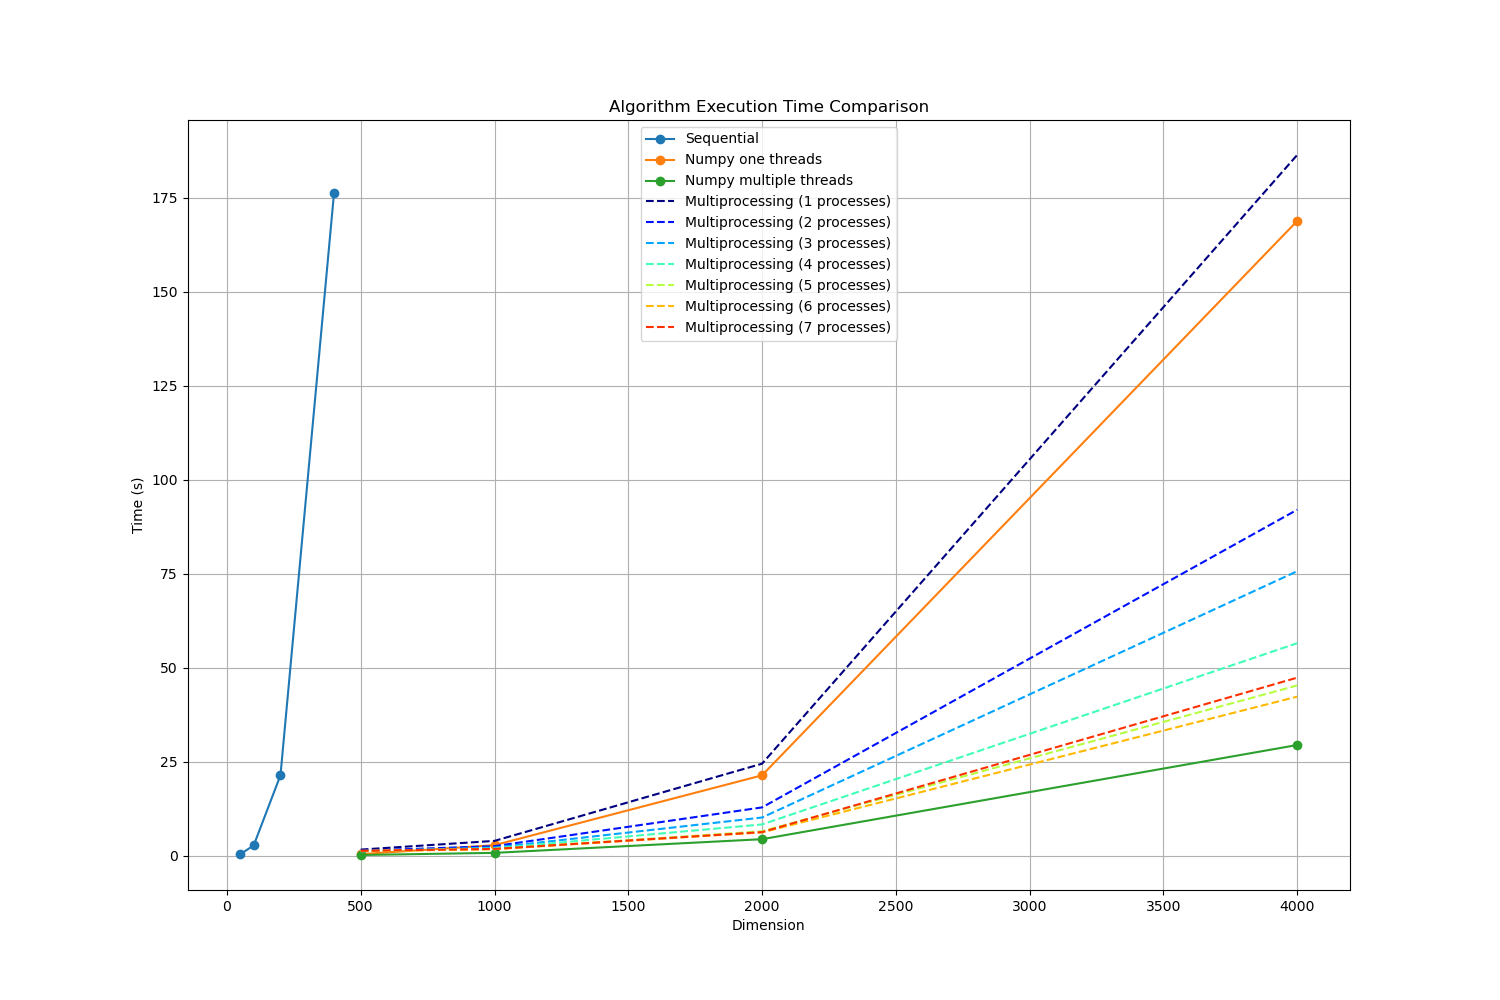 Algorithm Execution Time Comparison
Sequential
Numpy one threads
Numpy multiple threads
Multiprocessing (1 processes)
Multiprocessing (2 processes)
Multiprocessing (3 processes)
Multiprocessing (4 processes)
Multiprocessing (5 processes)
Multiprocessing (6 processes)
Multiprocessing (7 processes)
175
150
125
100
75
50
25
0
Time (s)
0 500 1000 1500 2000 2500 3000 3500 4000
Dimension